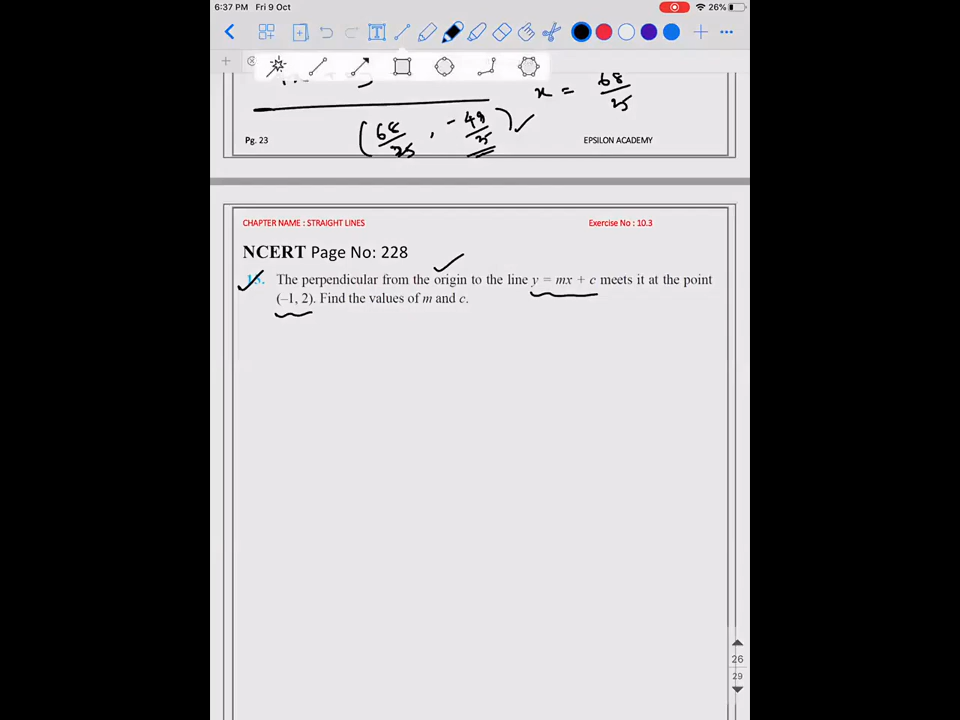 6:37 PM Fri 9 Oct
26%
x = 68/25
(68/25, -49/25)
Pg. 23
EPSILON ACADEMY
CHAPTER NAME : STRAIGHT LINES
Exercise No : 10.3
NCERT Page No: 228
15. The perpendicular from the origin to the line y = mx + c meets it at the point
(–1, 2). Find the values of m and c.
26
29